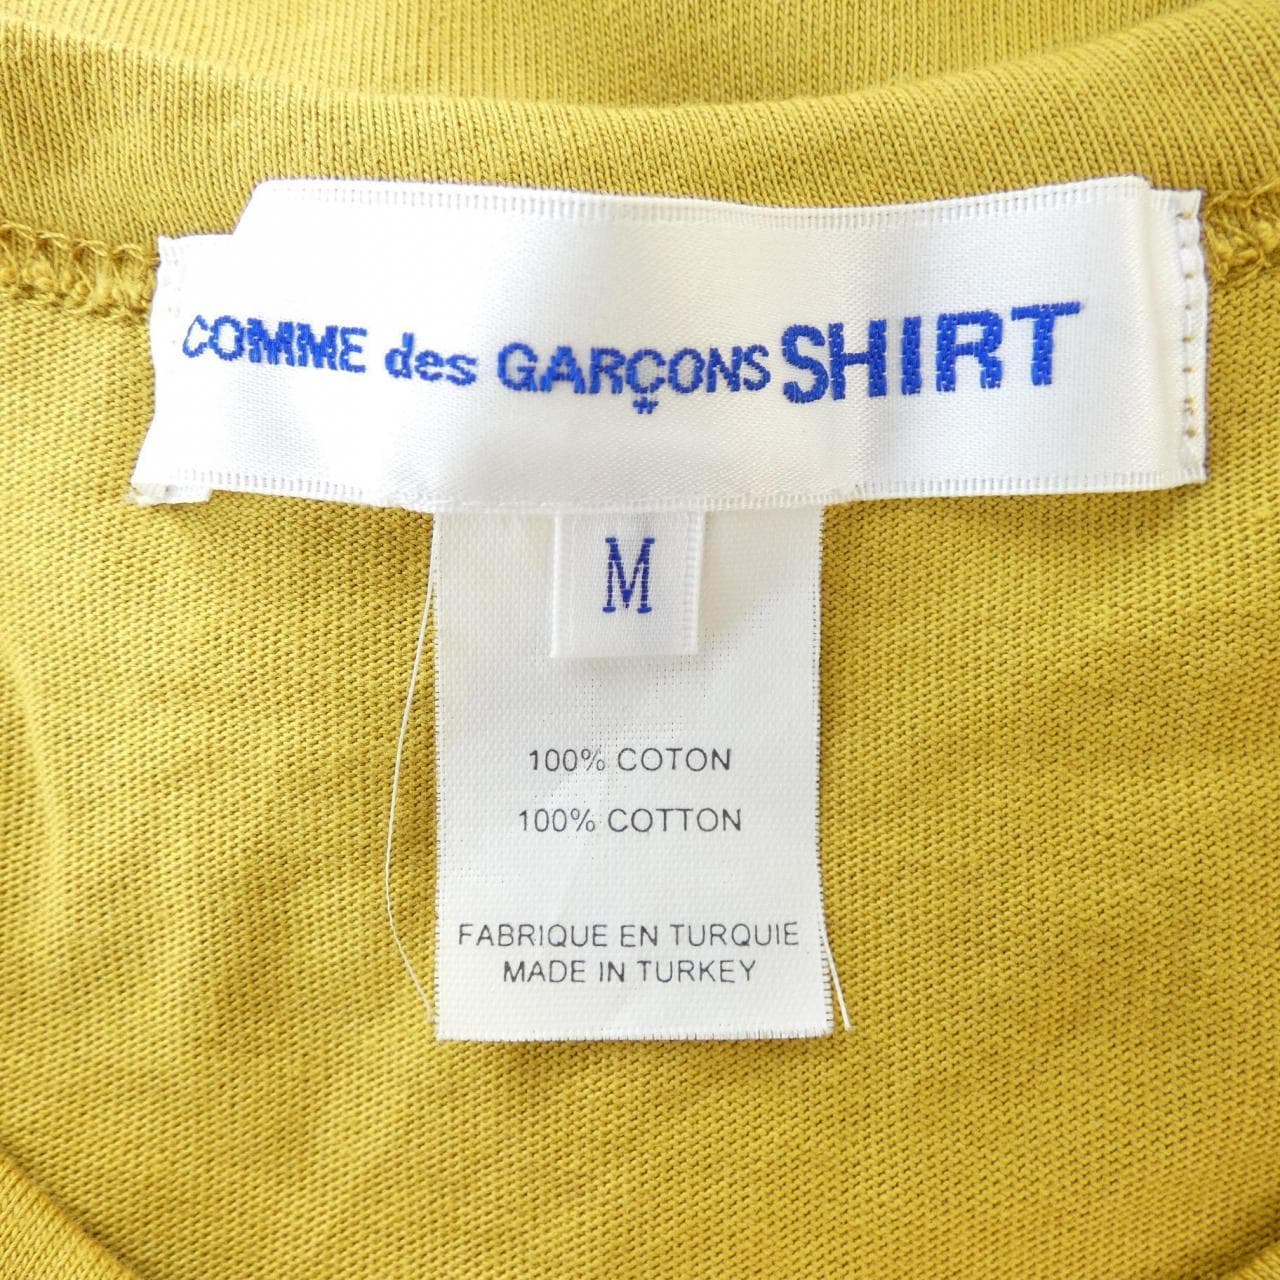 COMME des GARÇONS SHIRT
M
100% COTON
100% COTTON
FABRIQUE EN TURQUIE
MADE IN TURKEY